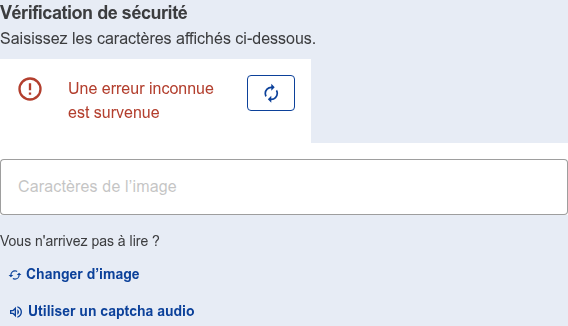 Vérification de sécurité
Saisissez les caractères affichés ci-dessous.
Une erreur inconnue
est survenue
Caractères de l'image
Vous n'arrivez pas à lire ?
Changer d’image
Utiliser un captcha audio